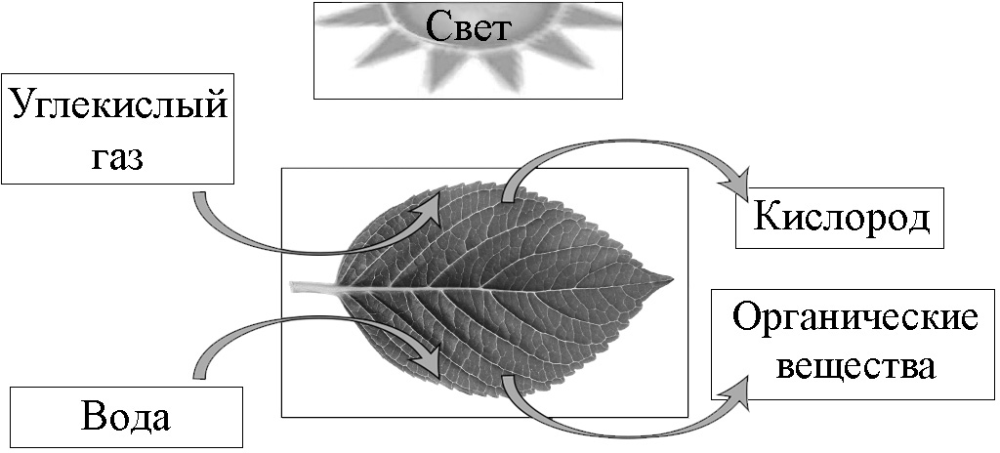 Свет
Углекислый
газ
Кислород
Органические
вещества
Вода